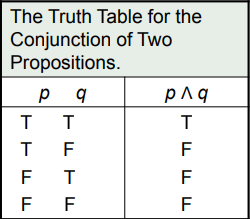 The Truth Table for the
Conjunction of Two
Propositions.
p q p ∧ q
T T T
T F F
F T F
F F F